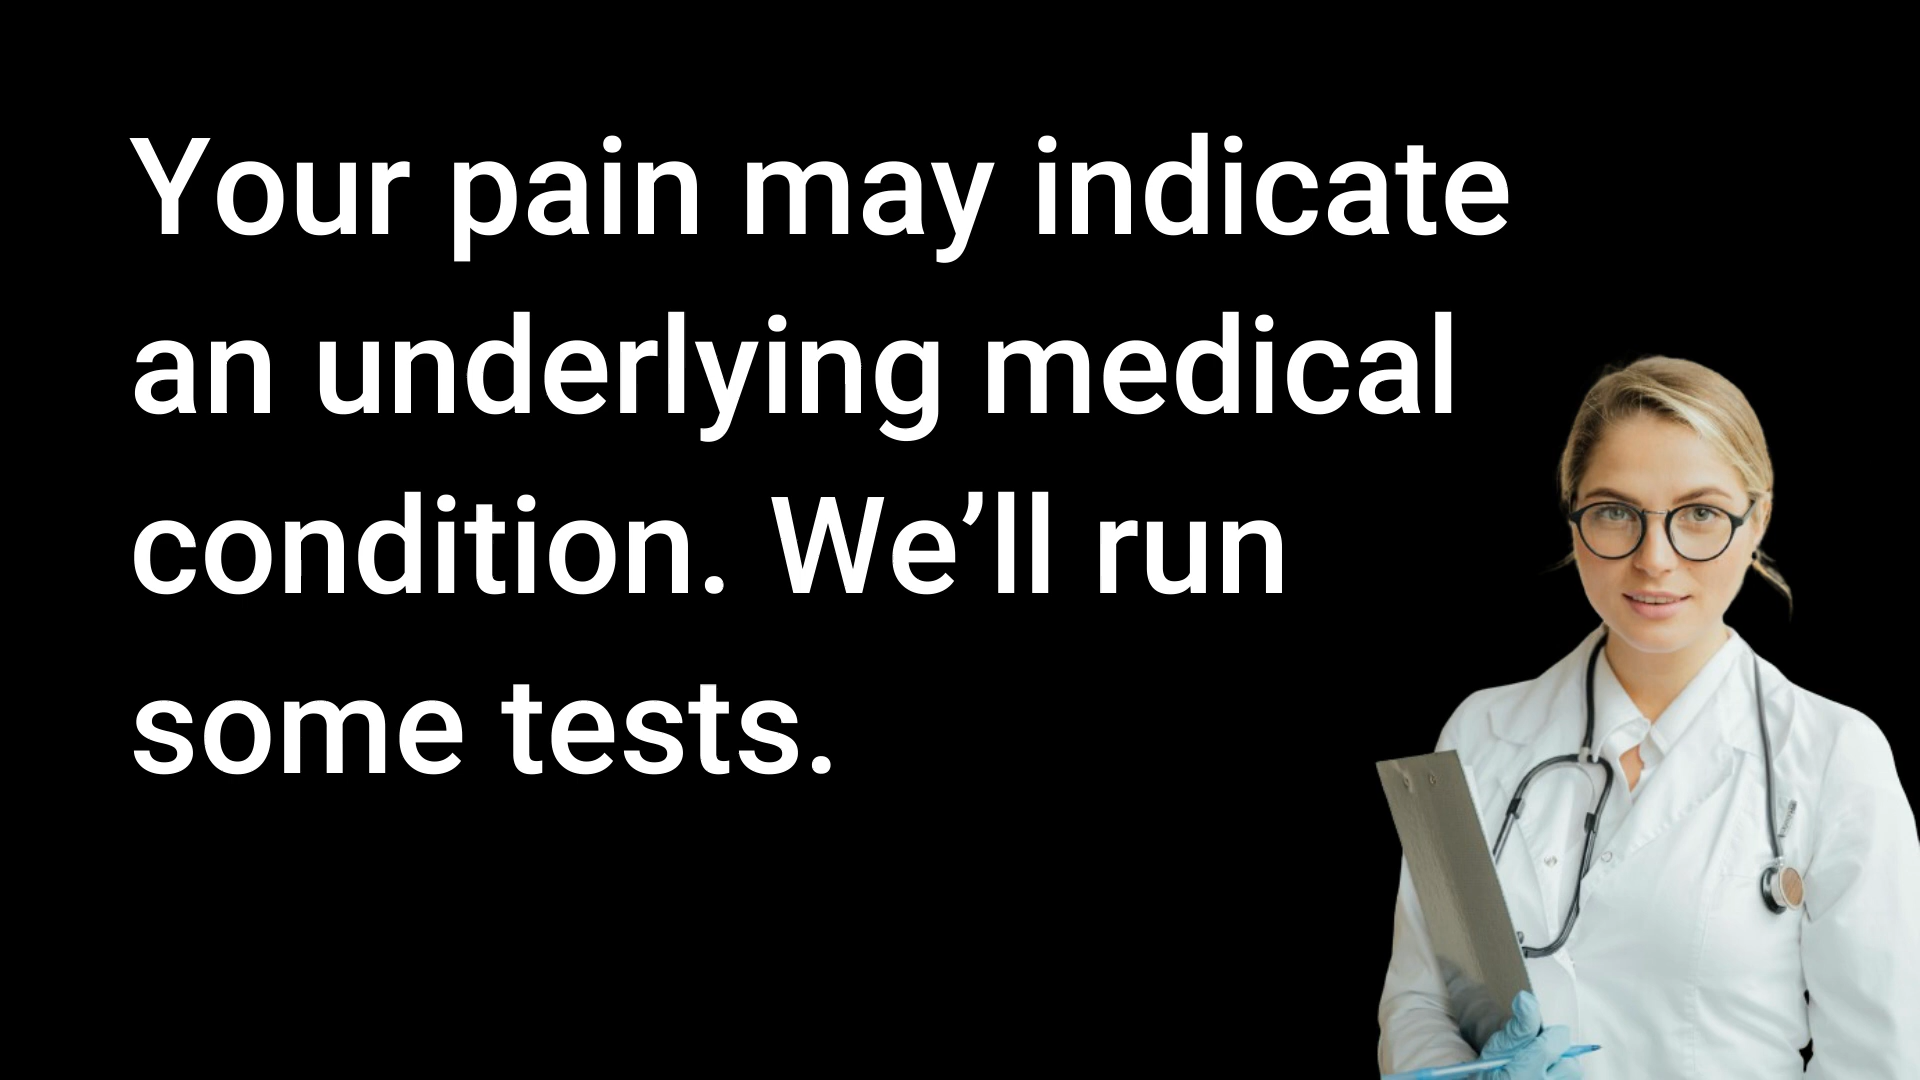 Your pain may indicate
an underlying medical
condition. We’ll run
some tests.